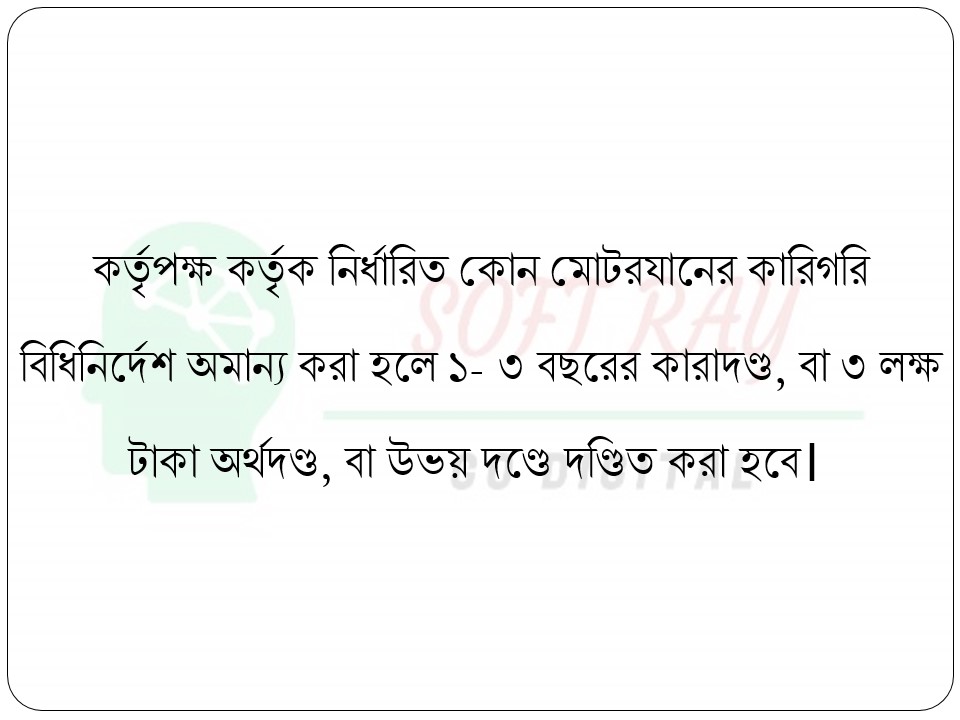 কর্তৃপক্ষ কর্তৃক নির্ধারিত কোন মোটরযানের কারিগরি
বিধিনির্দেশ অমান্য করা হলে ১- ৩ বছরের কারাদণ্ড, বা ৩ লক্ষ
টাকা অর্থদণ্ড, বা উভয় দণ্ডে দণ্ডিত করা হবে।
SOFT RAY
GO DIGITAL